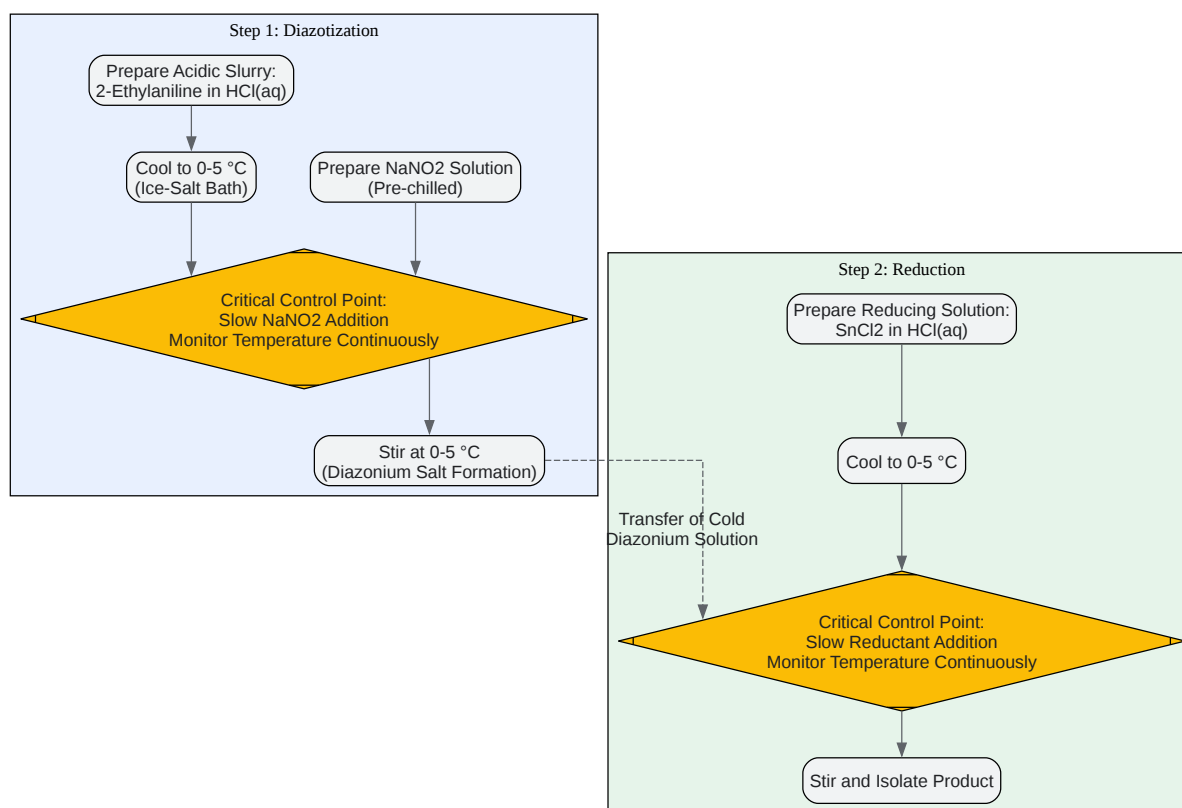 Step 1: Diazotization
Prepare Acidic Slurry:
2-Ethylaniline in HCl(aq)
Cool to 0-5 °C
(Ice-Salt Bath)
Prepare NaNO2 Solution
(Pre-chilled)
Critical Control Point:
Slow NaNO2 Addition
Monitor Temperature Continuously
Stir at 0-5 °C
(Diazonium Salt Formation)
Transfer of Cold
Diazonium Solution
Step 2: Reduction
Prepare Reducing Solution:
SnCl2 in HCl(aq)
Cool to 0-5 °C
Critical Control Point:
Slow Reductant Addition
Monitor Temperature Continuously
Stir and Isolate Product